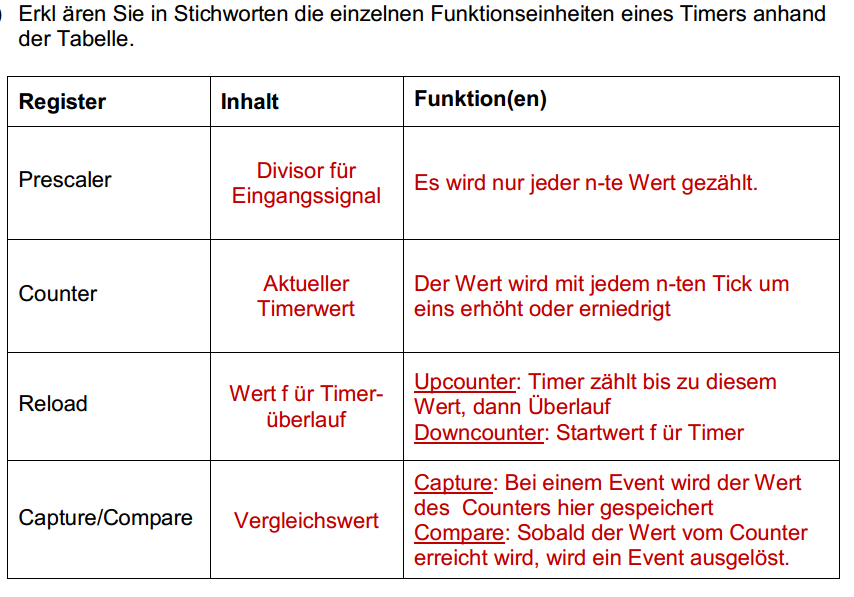 Erkl ären Sie in Stichworten die einzelnen Funktionseinheiten eines Timers anhand
der Tabelle.
Register
Inhalt
Funktion(en)
Prescaler
Divisor für
Eingangssignal
Es wird nur jeder n-te Wert gezählt.
Counter
Aktueller
Timerwert
Der Wert wird mit jedem n-ten Tick um
eins erhöht oder erniedrigt
Reload
Wert f ür Timer-
überlauf
Upcounter: Timer zählt bis zu diesem
Wert, dann Überlauf
Downcounter: Startwert f ür Timer
Capture/Compare
Vergleichswert
Capture: Bei einem Event wird der Wert
des  Counters hier gespeichert
Compare: Sobald der Wert vom Counter
erreicht wird, wird ein Event ausgelöst.